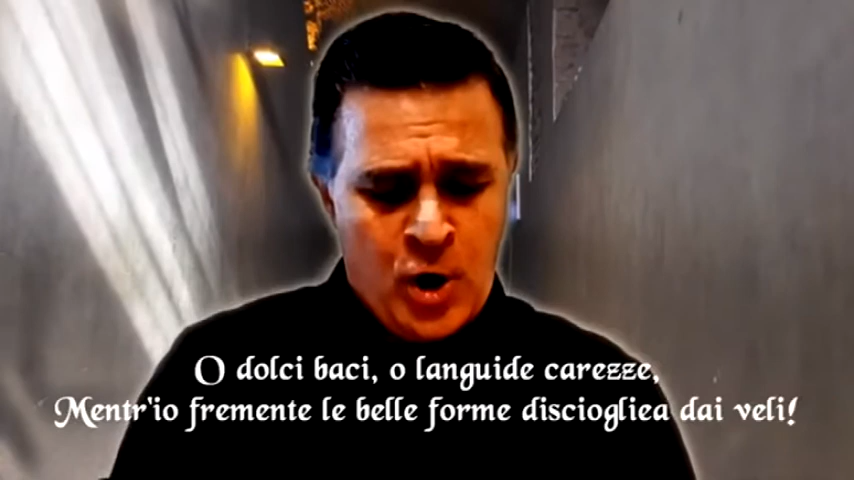 O dolci baci, o languide carezze,
Mentr'io fremente le belle forme disciogliea dai veli!